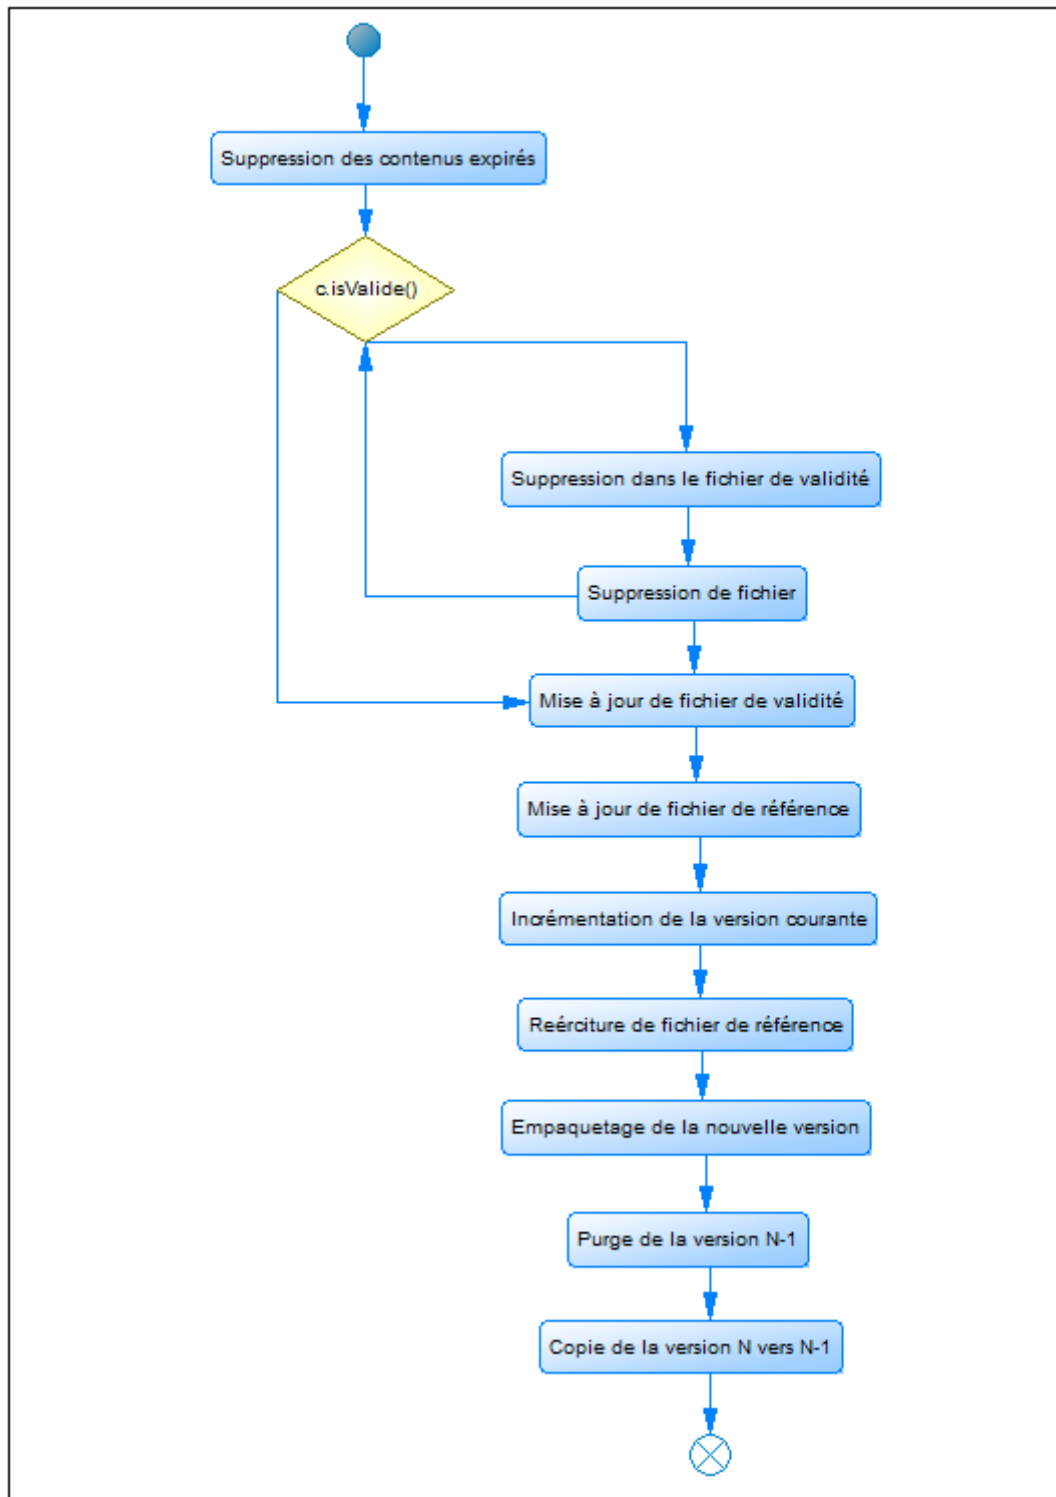 Suppression des contenus expirés
c.isValide()
Suppression dans le fichier de validité
Suppression de fichier
Mise à jour de fichier de validité
Mise à jour de fichier de référence
Incrémentation de la version courante
Reérciture de fichier de référence
Empaquetage de la nouvelle version
Purge de la version N-1
Copie de la version N vers N-1